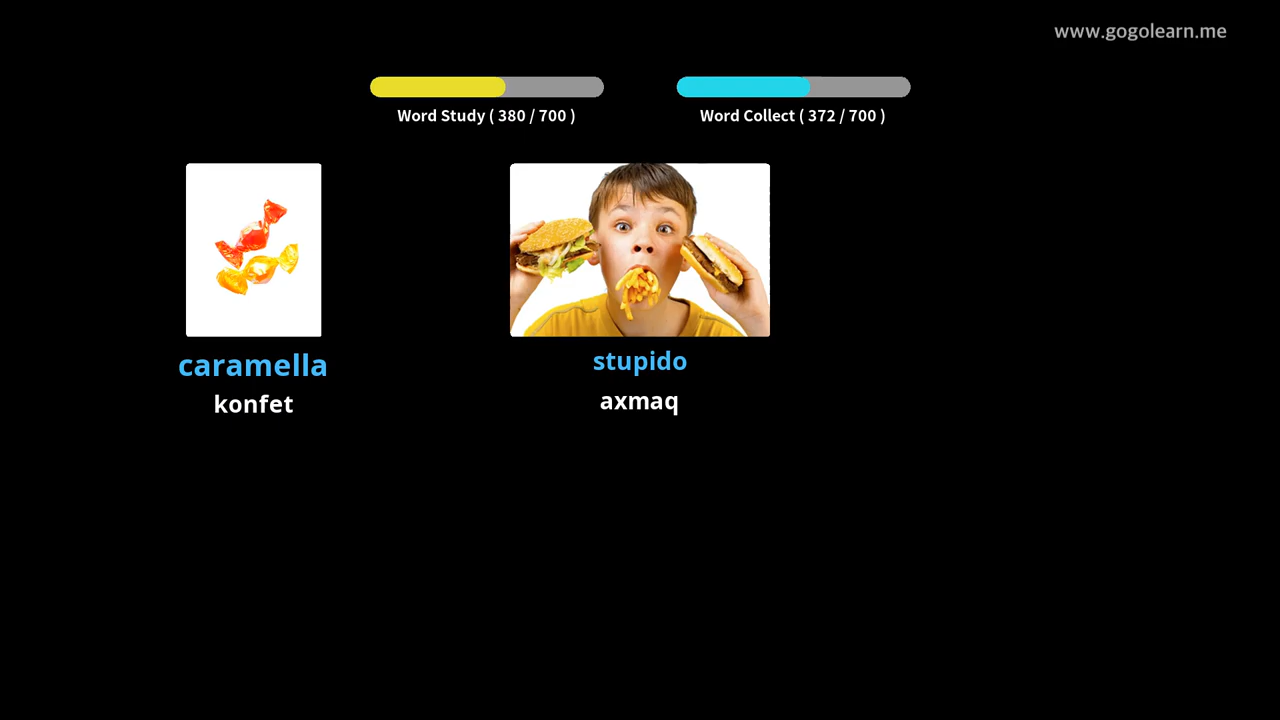 www.gogolearn.me
Word Study ( 380 / 700 )
Word Collect ( 372 / 700 )
caramella
konfet
stupido
axmaq